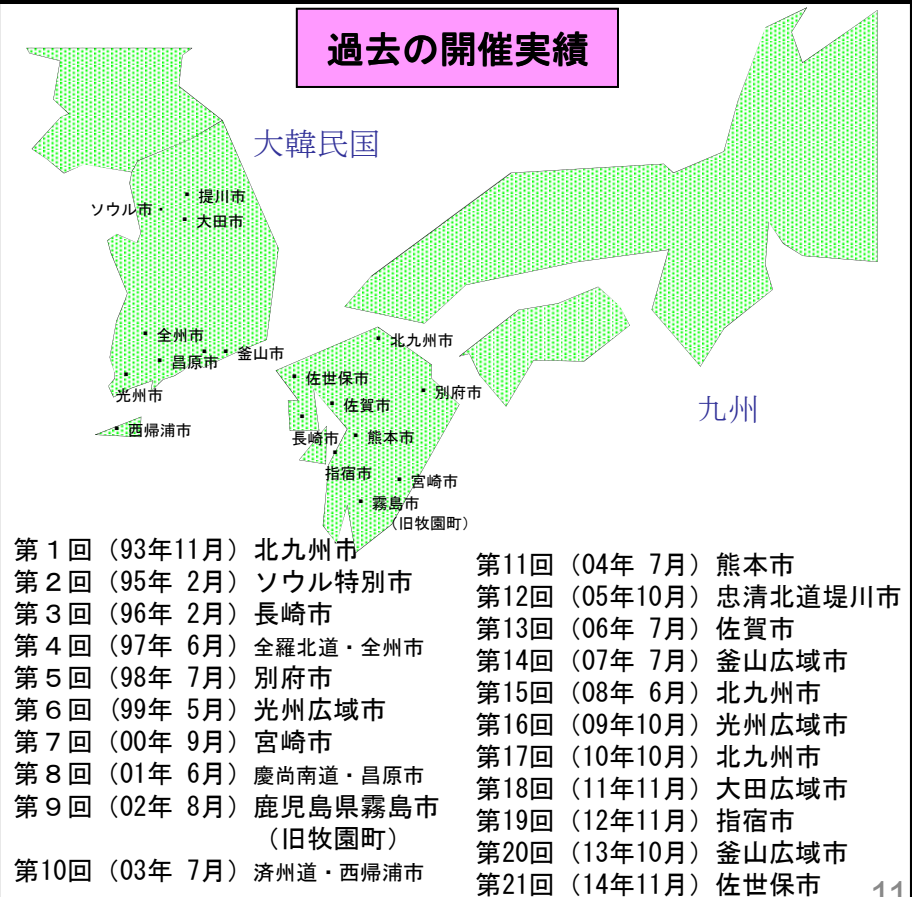 過去の開催実績
大韓民国
提川市
ソウル市
大田市
全州市
昌原市
釜山市
光州市
西帰浦市
北九州市
佐世保市
別府市
佐賀市
九州
長崎市
熊本市
指宿市
宮崎市
霧島市
（旧牧園町）
第１回（93年11月）北九州市
第２回（95年 2月）ソウル特別市
第３回（96年 2月）長崎市
第４回（97年 6月）全羅北道・全州市
第５回（98年 7月）別府市
第６回（99年 5月）光州広域市
第７回（00年 9月）宮崎市
第８回（01年 6月）慶尚南道・昌原市
第９回（02年 8月）鹿児島県霧島市
（旧牧園町）
第10回（03年 7月）済州道・西帰浦市
第11回（04年 7月）熊本市
第12回（05年10月）忠清北道堤川市
第13回（06年 7月）佐賀市
第14回（07年 7月）釜山広域市
第15回（08年 6月）北九州市
第16回（09年10月）光州広域市
第17回（10年10月）北九州市
第18回（11年11月）大田広域市
第19回（12年11月）指宿市
第20回（13年10月）釜山広域市
第21回（14年11月）佐世保市
11